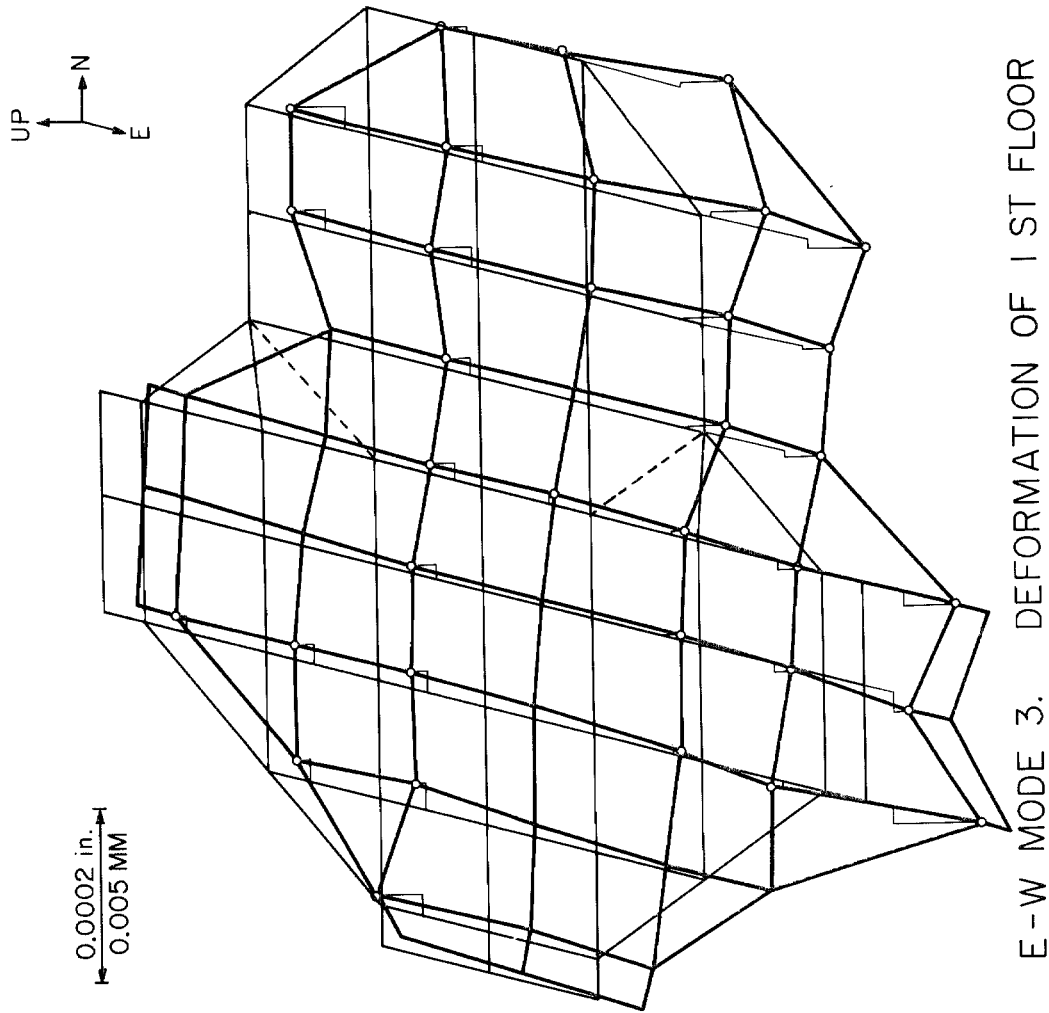 UP
N
E
0.0002 in.
0.005 MM
E-W MODE 3. DEFORMATION OF 1 ST FLOOR